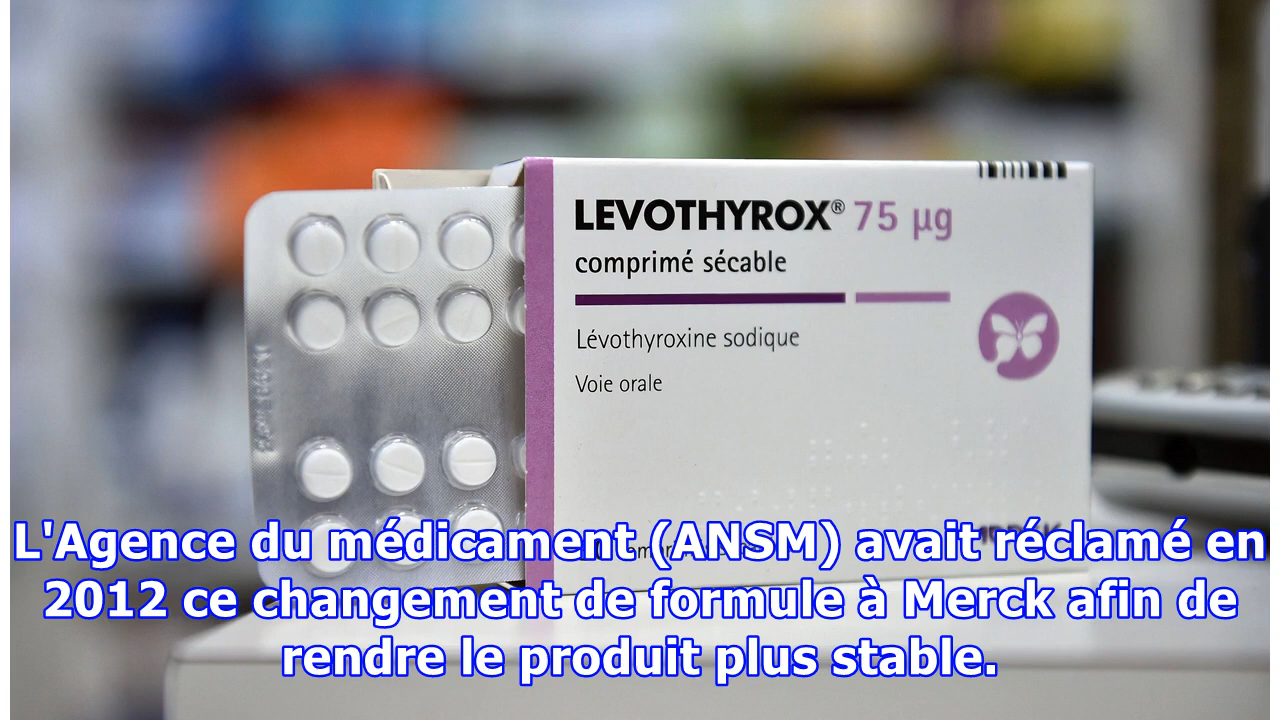 LEVOTHYROX® 75 µg
comprimé sécable
Lévothyroxine sodique
Voie orale
L'Agence du médicament (ANSM) avait réclamé en
2012 ce changement de formule à Merck afin de
rendre le produit plus stable.